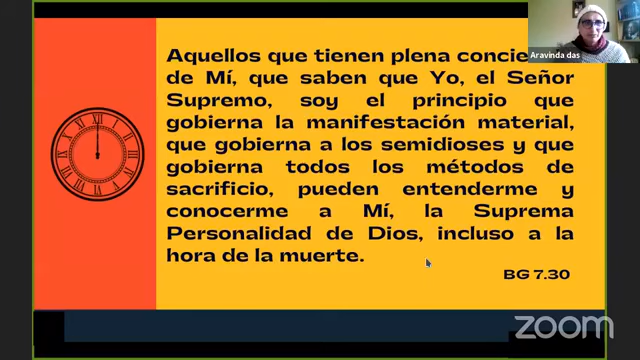 Aquellos que tienen plena concie
de Mí, que saben que Yo, el Señor
Supremo, soy el principio que
gobierna la manifestación material,
que gobierna a los semidioses y que
gobierna todos los métodos de
sacrificio, pueden entenderme y
conocerme a Mí, la Suprema
Personalidad de Dios, incluso a la
hora de la muerte.
BG 7.30
Aravinda das
zoom